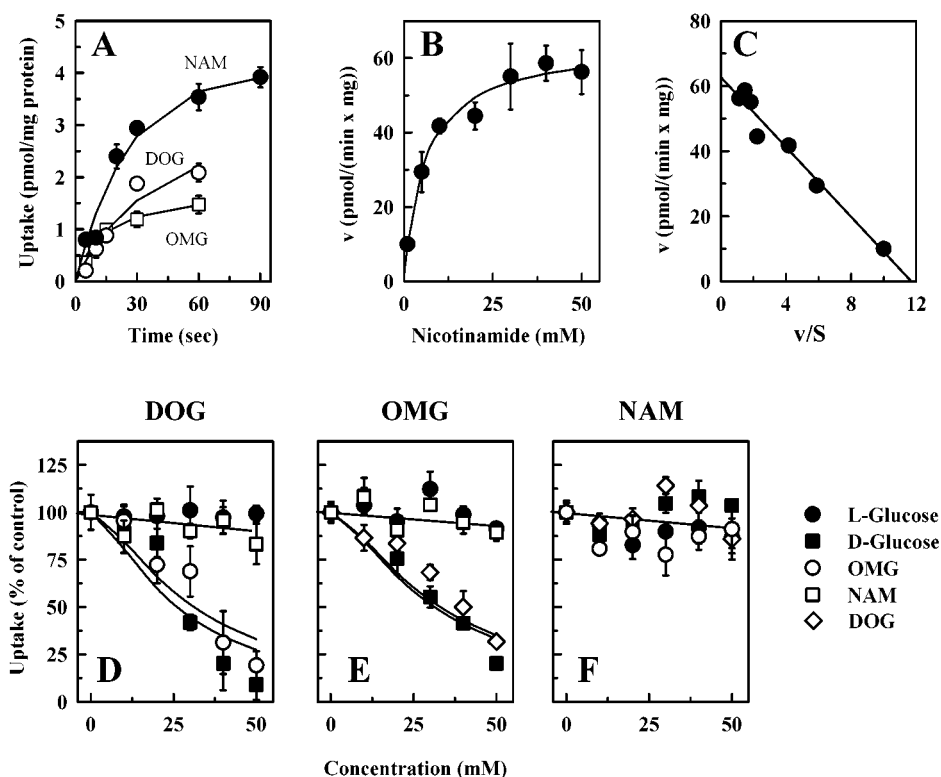 A
B
C
5
4
3
2
1
0
Uptake (pmol/mg protein)
NAM
DOG
OMG
0 30 60 90
Time (sec)
60
40
20
0
v (pmol/(min x mg))
0 25 50
Nicotinamide (mM)
80
60
40
20
0
v (pmol/(min x mg))
0 4 8 12
v/S
DOG
OMG
NAM
125
100
75
50
25
0
Uptake (% of control)
D
E
F
0 25 50
0 25 50
0 25 50
Concentration (mM)
L-Glucose
D-Glucose
OMG
NAM
DOG